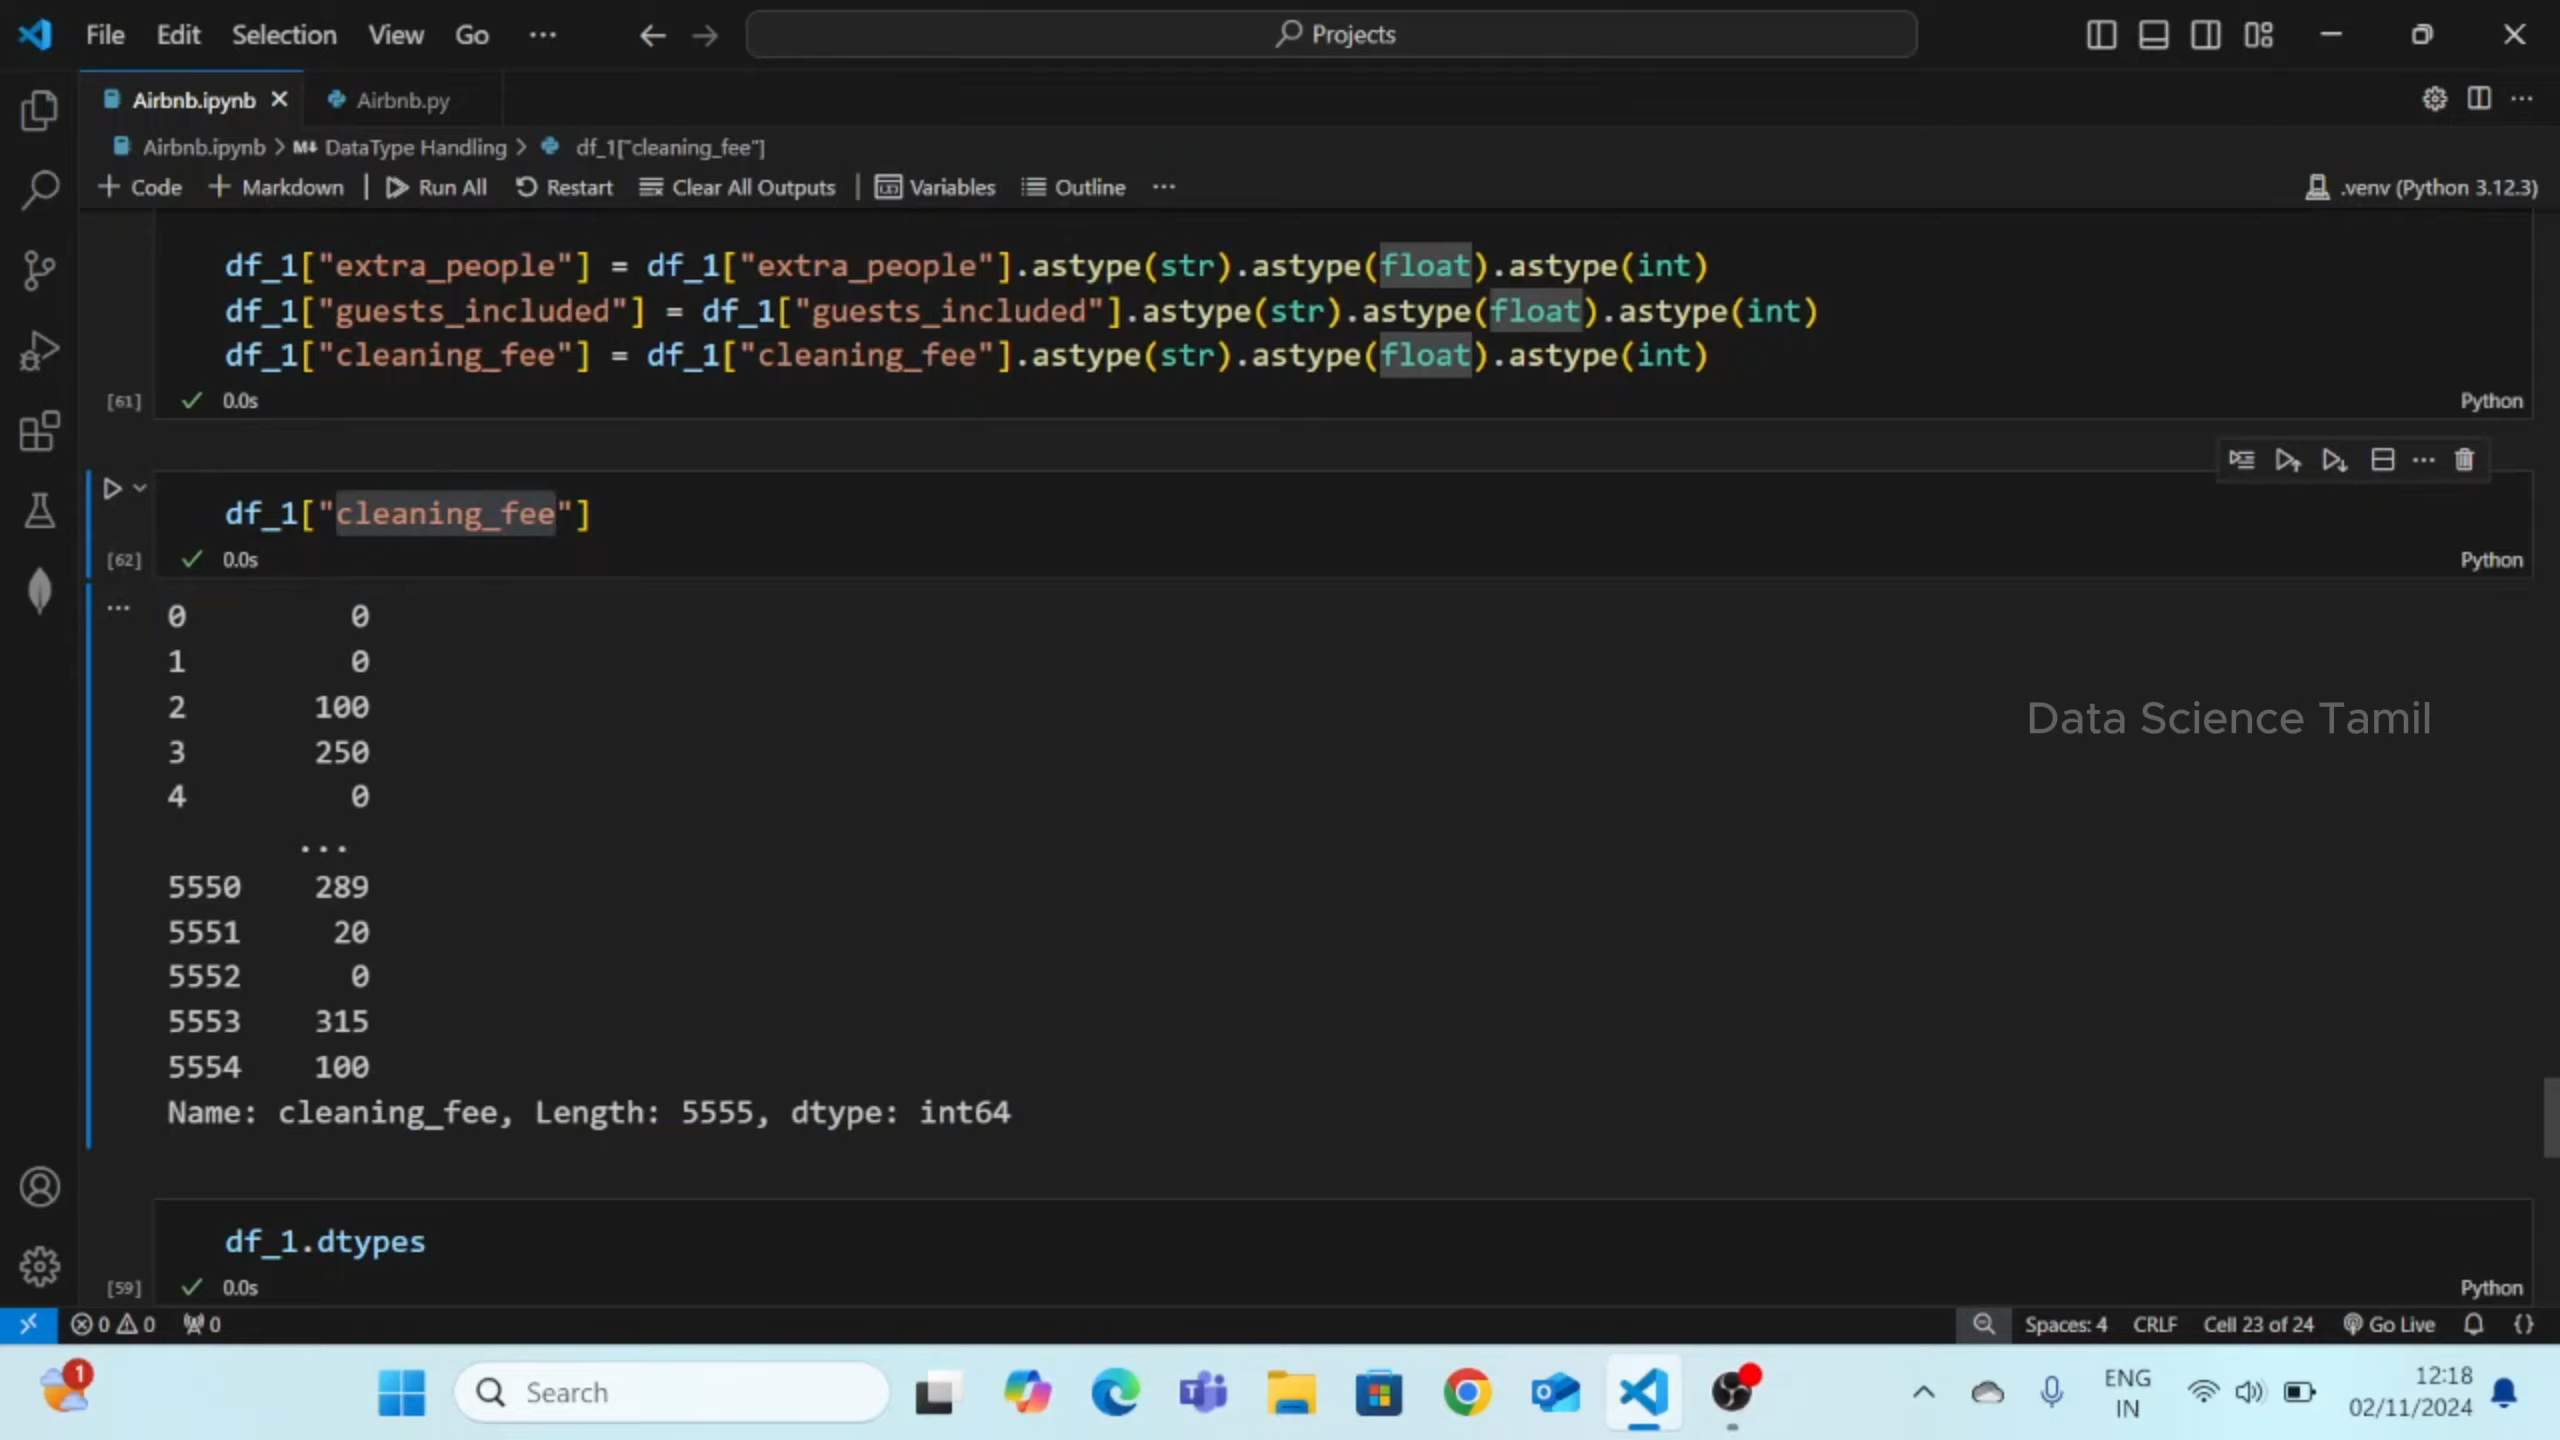 File Edit Selection View Go ··· Projects
Airbnb.ipynb Airbnb.py
Airbnb.ipynb > M↓ DataType Handling > df_1["cleaning_fee"]
+ Code + Markdown | Run All Restart Clear All Outputs | Variables Outline ··· .venv (Python 3.12.3)
df_1["extra_people"] = df_1["extra_people"].astype(str).astype(float).astype(int)
df_1["guests_included"] = df_1["guests_included"].astype(str).astype(float).astype(int)
df_1["cleaning_fee"] = df_1["cleaning_fee"].astype(str).astype(float).astype(int)
[61] 0.0s Python
df_1["cleaning_fee"]
[62] 0.0s Python
0 0
1 0
2 100
Data Science Tamil
3 250
4 0
...
5550 289
5551 20
5552 0
5553 315
5554 100
Name: cleaning_fee, Length: 5555, dtype: int64
df_1.dtypes
[59] 0.0s Python
0 0 0 Spaces: 4 CRLF Cell 23 of 24 Go Live {}
1 Search ENG IN 12:18
02/11/2024